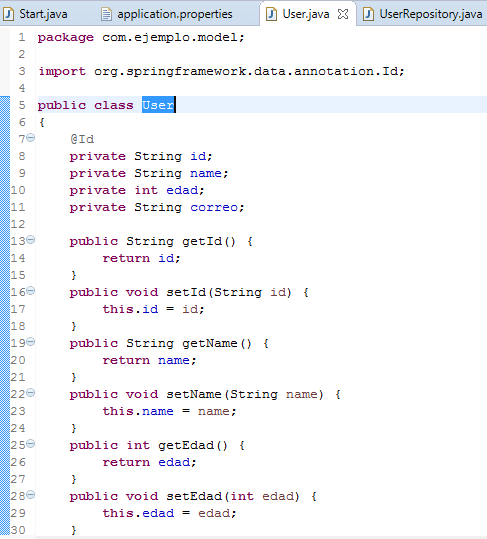 Start.java application.properties User.java UserRepository.java
1 package com.ejemplo.model;
2
3 import org.springframework.data.annotation.Id;
4
5 public class User
6 {
7 @Id
8 private String id;
9 private String name;
10 private int edad;
11 private String correo;
12
13 public String getId() {
14 return id;
15 }
16 public void setId(String id) {
17 this.id = id;
18 }
19 public String getName() {
20 return name;
21 }
22 public void setName(String name) {
23 this.name = name;
24 }
25 public int getEdad() {
26 return edad;
27 }
28 public void setEdad(int edad) {
29 this.edad = edad;
30 }